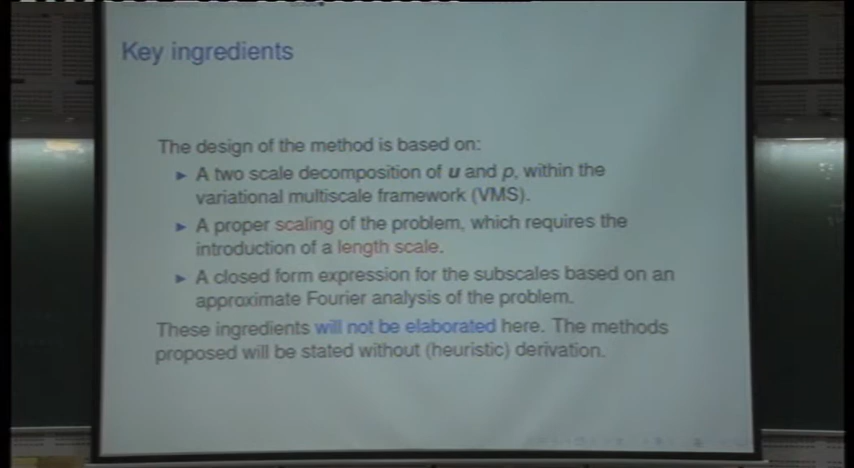 Key ingredients
The design of the method is based on:
► A two scale decomposition of u and p, within the
variational multiscale framework (VMS).
► A proper scaling of the problem, which requires the
introduction of a length scale.
► A closed form expression for the subscales based on an
approximate Fourier analysis of the problem.
These ingredients will not be elaborated here. The methods
proposed will be stated without (heuristic) derivation.